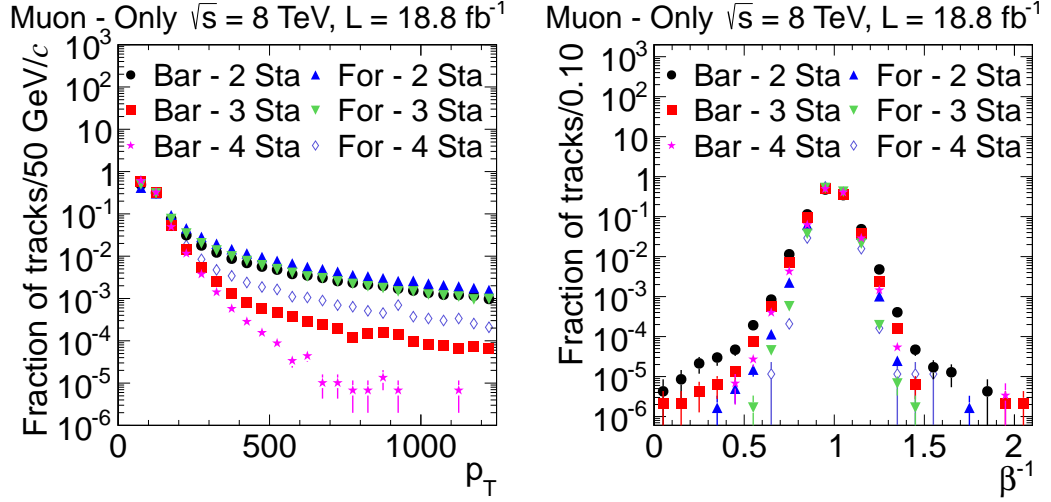 Muon - Only √s = 8 TeV, L = 18.8 fb⁻¹
Fraction of tracks/50 GeV/c
10³
10²
10
1
10⁻¹
10⁻²
10⁻³
10⁻⁴
10⁻⁵
10⁻⁶
Bar - 2 Sta
For - 2 Sta
Bar - 3 Sta
For - 3 Sta
Bar - 4 Sta
For - 4 Sta
0
500
1000
p_T
Muon - Only √s = 8 TeV, L = 18.8 fb⁻¹
Fraction of tracks/0.10
10³
10²
10
1
10⁻¹
10⁻²
10⁻³
10⁻⁴
10⁻⁵
10⁻⁶
Bar - 2 Sta
For - 2 Sta
Bar - 3 Sta
For - 3 Sta
Bar - 4 Sta
For - 4 Sta
0
0.5
1
1.5
2
β⁻¹